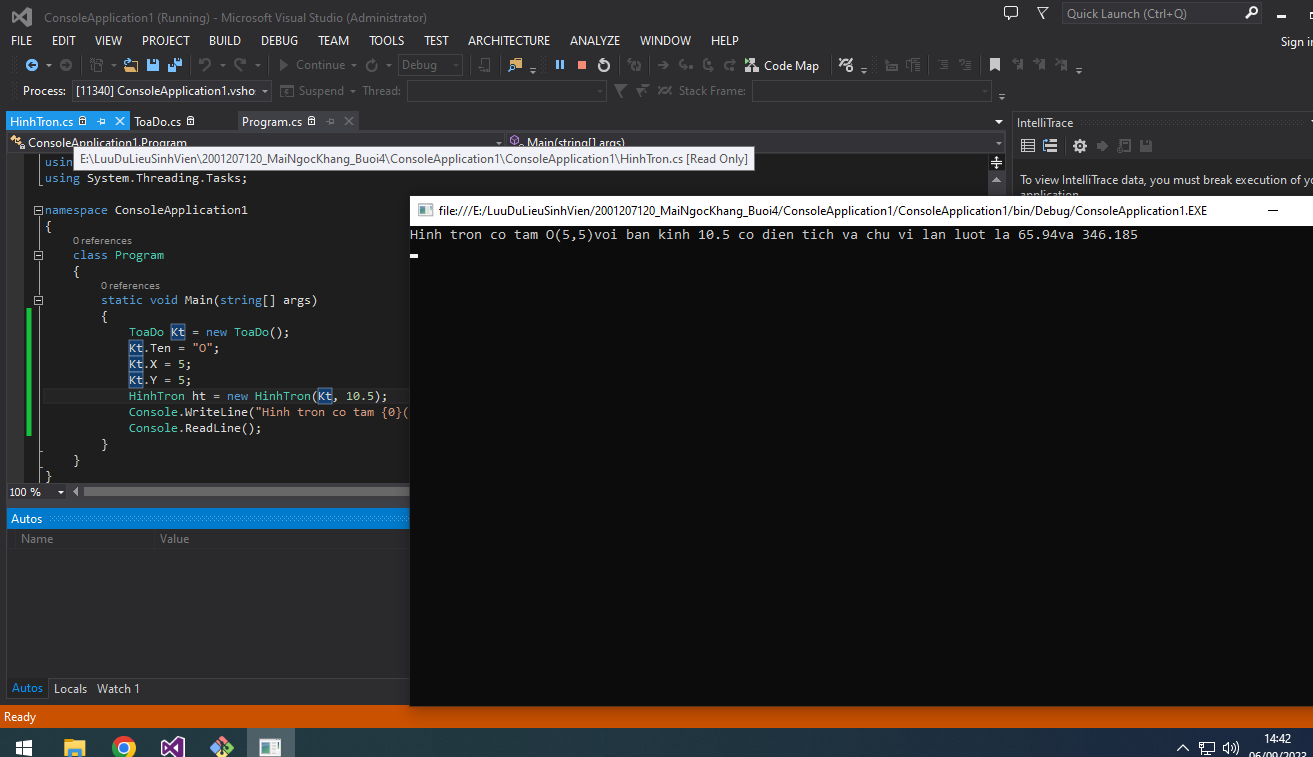 ConsoleApplication1 (Running) - Microsoft Visual Studio (Administrator)
Quick Launch (Ctrl+Q)
FILE EDIT VIEW PROJECT BUILD DEBUG TEAM TOOLS TEST ARCHITECTURE ANALYZE WINDOW HELP
Sign in
Continue Debug Code Map
Process: [11340] ConsoleApplication1.vsho Suspend Thread: Stack Frame:
HinhTron.cs ToaDo.cs Program.cs
IntelliTrace
ConsoleApplication1.Program Main(string[] args)
E:\LuuDuLieuSinhVien\2001207120_MaiNgocKhang_Buoi4\ConsoleApplication1\ConsoleApplication1\HinhTron.cs [Read Only]
usin
using System.Threading.Tasks;
To view IntelliTrace data, you must break execution of yo
application.
namespace ConsoleApplication1
{
0 references
class Program
{
0 references
static void Main(string[] args)
{
ToaDo Kt = new ToaDo();
Kt.Ten = "O";
Kt.X = 5;
Kt.Y = 5;
HinhTron ht = new HinhTron(Kt, 10.5);
Console.WriteLine("Hinh tron co tam {0}(
Console.ReadLine();
}
}
}
100 %
file:///E:/LuuDuLieuSinhVien/2001207120_MaiNgocKhang_Buoi4/ConsoleApplication1/ConsoleApplication1/bin/Debug/ConsoleApplication1.EXE
Hinh tron co tam O(5,5)voi ban kinh 10.5 co dien tich va chu vi lan luot la 65.94va 346.185
Autos
Name Value
Autos Locals Watch 1
Ready
14:42
06/09/2023